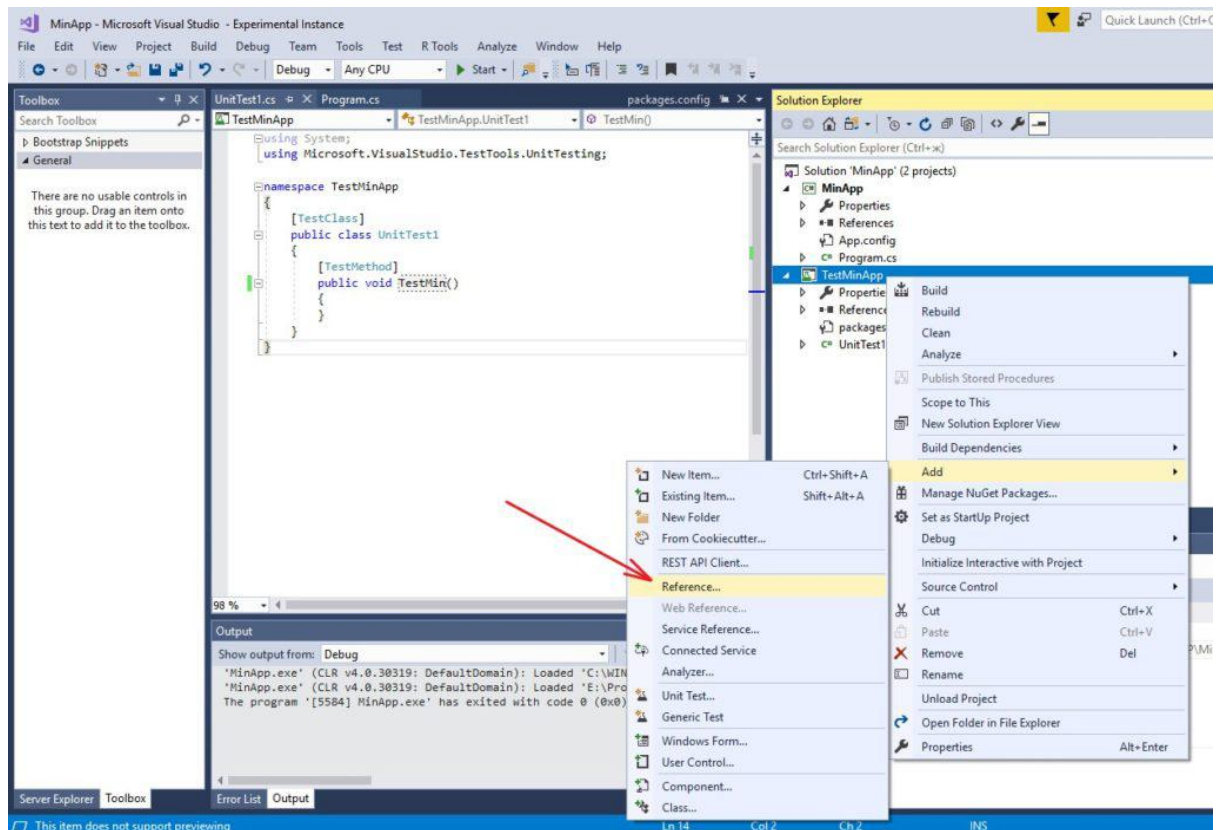 MinApp - Microsoft Visual Studio - Experimental Instance
Quick Launch (Ctrl+
File Edit View Project Build Debug Team Tools Test R Tools Analyze Window Help
Debug Any CPU Start
Toolbox
Search Toolbox
Bootstrap Snippets
General
There are no usable controls in
this group. Drag an item onto
this text to add it to the toolbox.
Server Explorer Toolbox
UnitTest1.cs Program.cs packages.config
TestMinApp TestMinApp.UnitTest1 TestMin()
using System;
using Microsoft.VisualStudio.TestTools.UnitTesting;
namespace TestMinApp
{
[TestClass]
public class UnitTest1
{
[TestMethod]
public void TestMin()
{
}
}
}
98 %
Output
Show output from: Debug
'MinApp.exe' (CLR v4.0.30319: DefaultDomain): Loaded 'C:\WIN
'MinApp.exe' (CLR v4.0.30319: DefaultDomain): Loaded 'E:\Pro
The program '[5584] MinApp.exe' has exited with code 0 (0x0)
Error List Output
Solution Explorer
Search Solution Explorer (Ctrl+ж)
Solution 'MinApp' (2 projects)
MinApp
Properties
References
App.config
Program.cs
TestMinApp
Propertie
Reference
packages
UnitTest1
Build
Rebuild
Clean
Analyze
Publish Stored Procedures
Scope to This
New Solution Explorer View
Build Dependencies
Add
Manage NuGet Packages...
Set as StartUp Project
Debug
Initialize Interactive with Project
Source Control
Cut Ctrl+X
Paste Ctrl+V
Remove Del
Rename
Unload Project
Open Folder in File Explorer
Properties Alt+Enter
New Item... Ctrl+Shift+A
Existing Item... Shift+Alt+A
New Folder
From Cookiecutter...
REST API Client...
Reference...
Web Reference...
Service Reference...
Connected Service
Analyzer...
Unit Test...
Generic Test
Windows Form...
User Control...
Component...
Class...
P\Mi
This item does not support previewing Ln 14 Col 2 Ch 2 INS